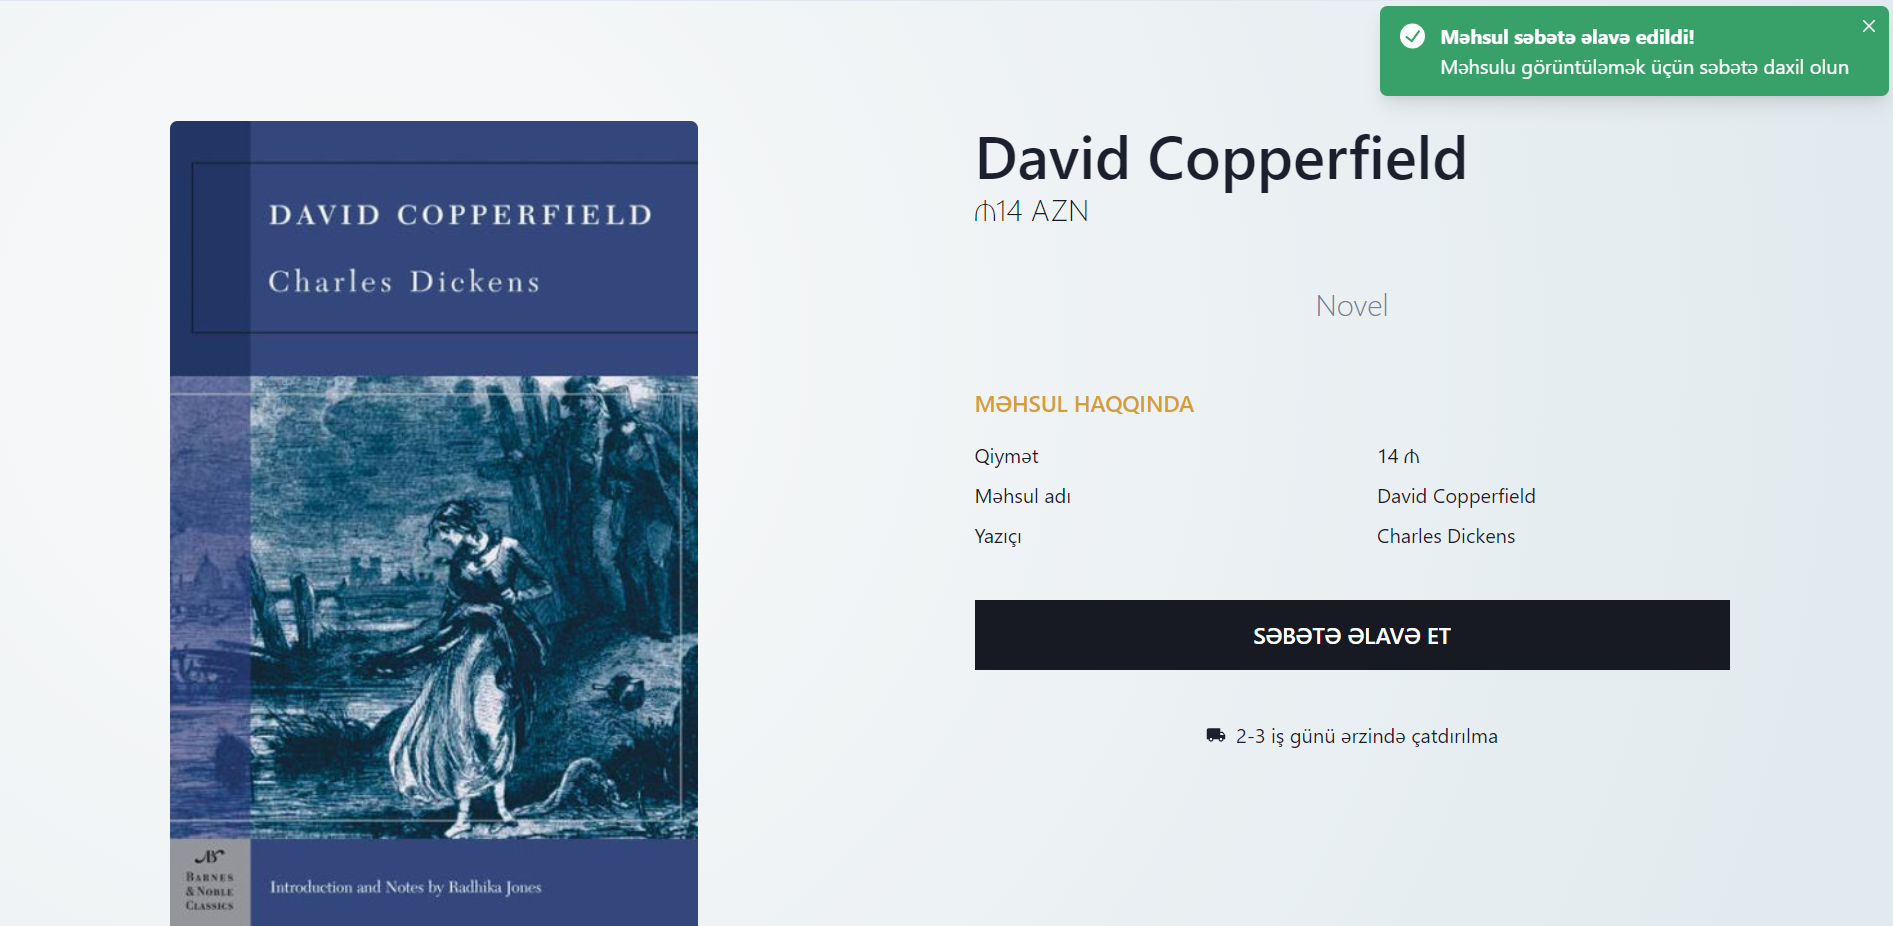 Məhsul səbətə əlavə edildi!
Məhsulu görüntüləmək üçün səbətə daxil olun
DAVID COPPERFIELD
Charles Dickens
BARNES
& NOBLE
CLASSICS
Introduction and Notes by Radhika Jones
David Copperfield
₼14 AZN
Novel
MƏHSUL HAQQINDA
Qiymət 14 ₼
Məhsul adı David Copperfield
Yazıçı Charles Dickens
SƏBƏTƏ ƏLAVƏ ET
2-3 iş günü ərzində çatdırılma